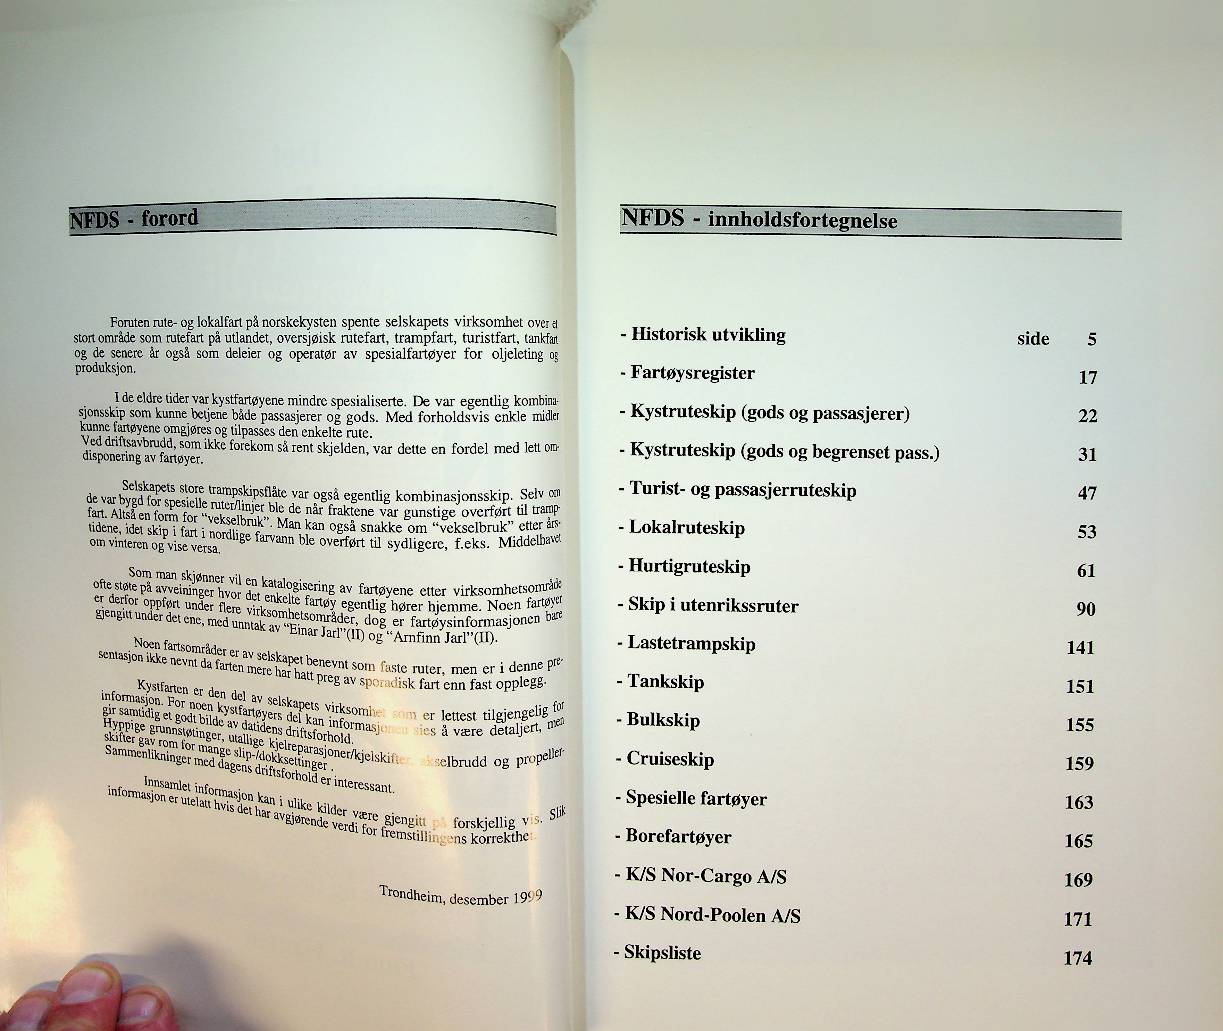 NFDS - forord
Foruten rute- og lokalfart på norskekysten spente selskapets virksomhet over et
stort område som rutefart på utlandet, oversjøisk rutefart, trampfart, turistfart, tankfart
og de senere år også som deleier og operatør av spesialfartøyer for oljeleting og
produksjon.
I de eldre tider var kystfartøyene mindre spesialiserte. De var egentlig kombina-
sjonsskip som kunne betjene både passasjerer og gods. Med forholdsvis enkle midler
kunne fartøyene omgjøres og tilpasses den enkelte rute.
Ved driftsavbrudd, som ikke forekom så rent skjelden, var dette en fordel med lett om-
disponering av fartøyer.
Selskapets store trampskipsflåte var også egentlig kombinasjonsskip. Selv om
de var bygd for spesielle ruter/linjer ble de når fraktene var gunstige overført til tramp-
fart. Altså en form for “vekselbruk”. Man kan også snakke om “vekselbruk” etter års-
tidene, idet skip i fart i nordlige farvann ble overført til sydligere, f.eks. Middelhavet
om vinteren og vise versa.
Som man skjønner vil en katalogisering av fartøyene etter virksomhetsområde
ofte støte på avveininger hvor det enkelte fartøy egentlig hører hjemme. Noen fartøyer
er derfor oppført under flere virksomhetsområder, dog er fartøysinformasjonen bare
gjengitt under det ene, med unntak av “Einar Jarl”(II) og “Arnfinn Jarl”(II).
Noen fartsområder er av selskapet benevnt som faste ruter, men er i denne pre-
sentasjon ikke nevnt da farten mere har hatt preg av sporadisk fart enn fast opplegg.
Kystfarten er den del av selskapets virksomhet som er lettest tilgjengelig for
informasjon. For noen kystfartøyers del kan informasjonen sies å være detaljert, men
gir samtidig et godt bilde av datidens driftsforhold.
Hyppige grunnstøtinger, utallige kjelreparasjoner/kjelskifter, akselbrudd og propeller-
skifter gav rom for mange slip-/dokksettinger .
Sammenlikninger med dagens driftsforhold er interessant.
Innsamlet informasjon kan i ulike kilder være gjengitt på forskjellig vis. Slik
informasjon er utelatt hvis det har avgjørende verdi for fremstillingens korrekthet.
Trondheim, desember 1999
NFDS - innholdsfortegnelse
- Historisk utvikling side 5
- Fartøysregister 17
- Kystruteskip (gods og passasjerer) 22
- Kystruteskip (gods og begrenset pass.) 31
- Turist- og passasjerruteskip 47
- Lokalruteskip 53
- Hurtigruteskip 61
- Skip i utenrikssruter 90
- Lastetrampskip 141
- Tankskip 151
- Bulkskip 155
- Cruiseskip 159
- Spesielle fartøyer 163
- Borefartøyer 165
- K/S Nor-Cargo A/S 169
- K/S Nord-Poolen A/S 171
- Skipsliste 174